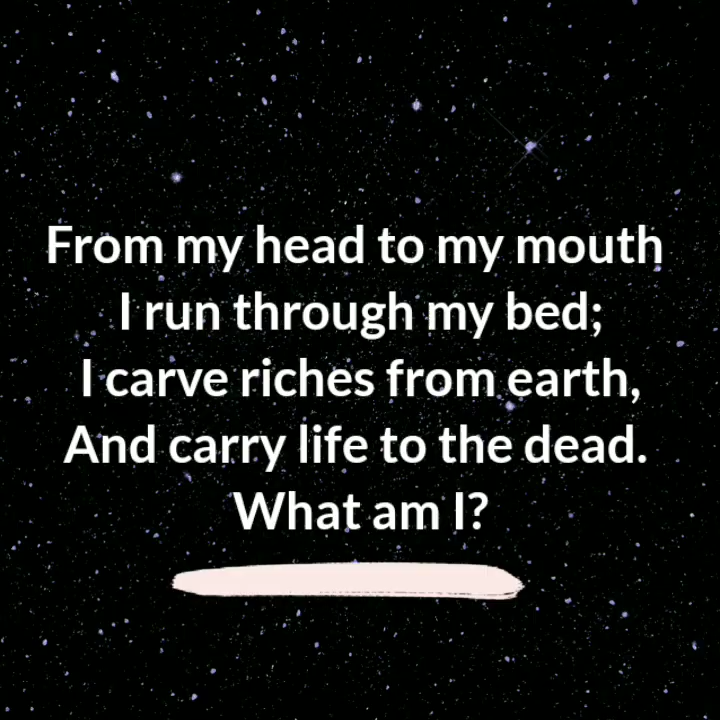 From my head to my mouth
I run through my bed;
I carve riches from earth,
And carry life to the dead.
What am I?